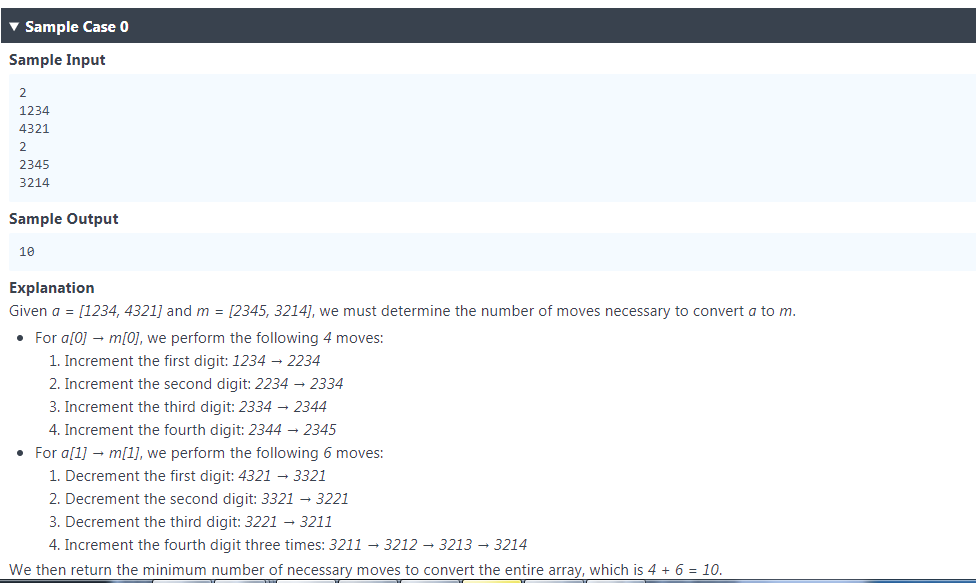 ▼ Sample Case 0
Sample Input
2
1234
4321
2
2345
3214
Sample Output
10
Explanation
Given a = [1234, 4321] and m = [2345, 3214], we must determine the number of moves necessary to convert a to m.
• For a[0] → m[0], we perform the following 4 moves:
1. Increment the first digit: 1234 → 2234
2. Increment the second digit: 2234 → 2334
3. Increment the third digit: 2334 → 2344
4. Increment the fourth digit: 2344 → 2345
• For a[1] → m[1], we perform the following 6 moves:
1. Decrement the first digit: 4321 → 3321
2. Decrement the second digit: 3321 → 3221
3. Decrement the third digit: 3221 → 3211
4. Increment the fourth digit three times: 3211 → 3212 → 3213 → 3214
We then return the minimum number of necessary moves to convert the entire array, which is 4 + 6 = 10.